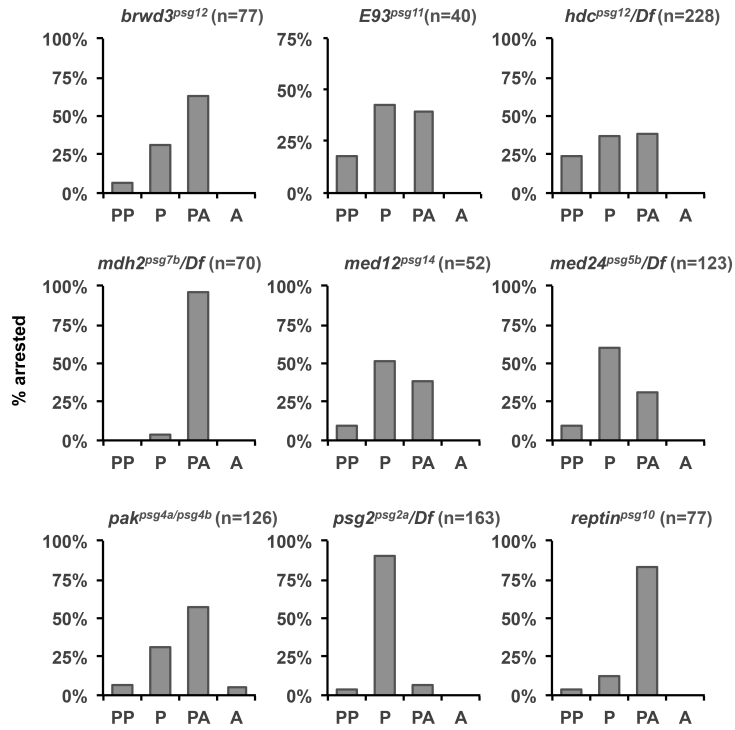 brwd3psg12 (n=77)
100%
75%
50%
25%
0%
PP P PA A
E93psg11 (n=40)
75%
50%
25%
0%
PP P PA A
hdcpsg12/Df (n=228)
100%
75%
50%
25%
0%
PP P PA A
% arrested
mdh2psg7b/Df (n=70)
100%
75%
50%
25%
0%
PP P PA A
med12psg14 (n=52)
100%
75%
50%
25%
0%
PP P PA A
med24psg5b/Df (n=123)
100%
75%
50%
25%
0%
PP P PA A
pakpsg4a/psg4b (n=126)
100%
75%
50%
25%
0%
PP P PA A
psg2psg2a/Df (n=163)
100%
75%
50%
25%
0%
PP P PA A
reptinpsg10 (n=77)
100%
75%
50%
25%
0%
PP P PA A